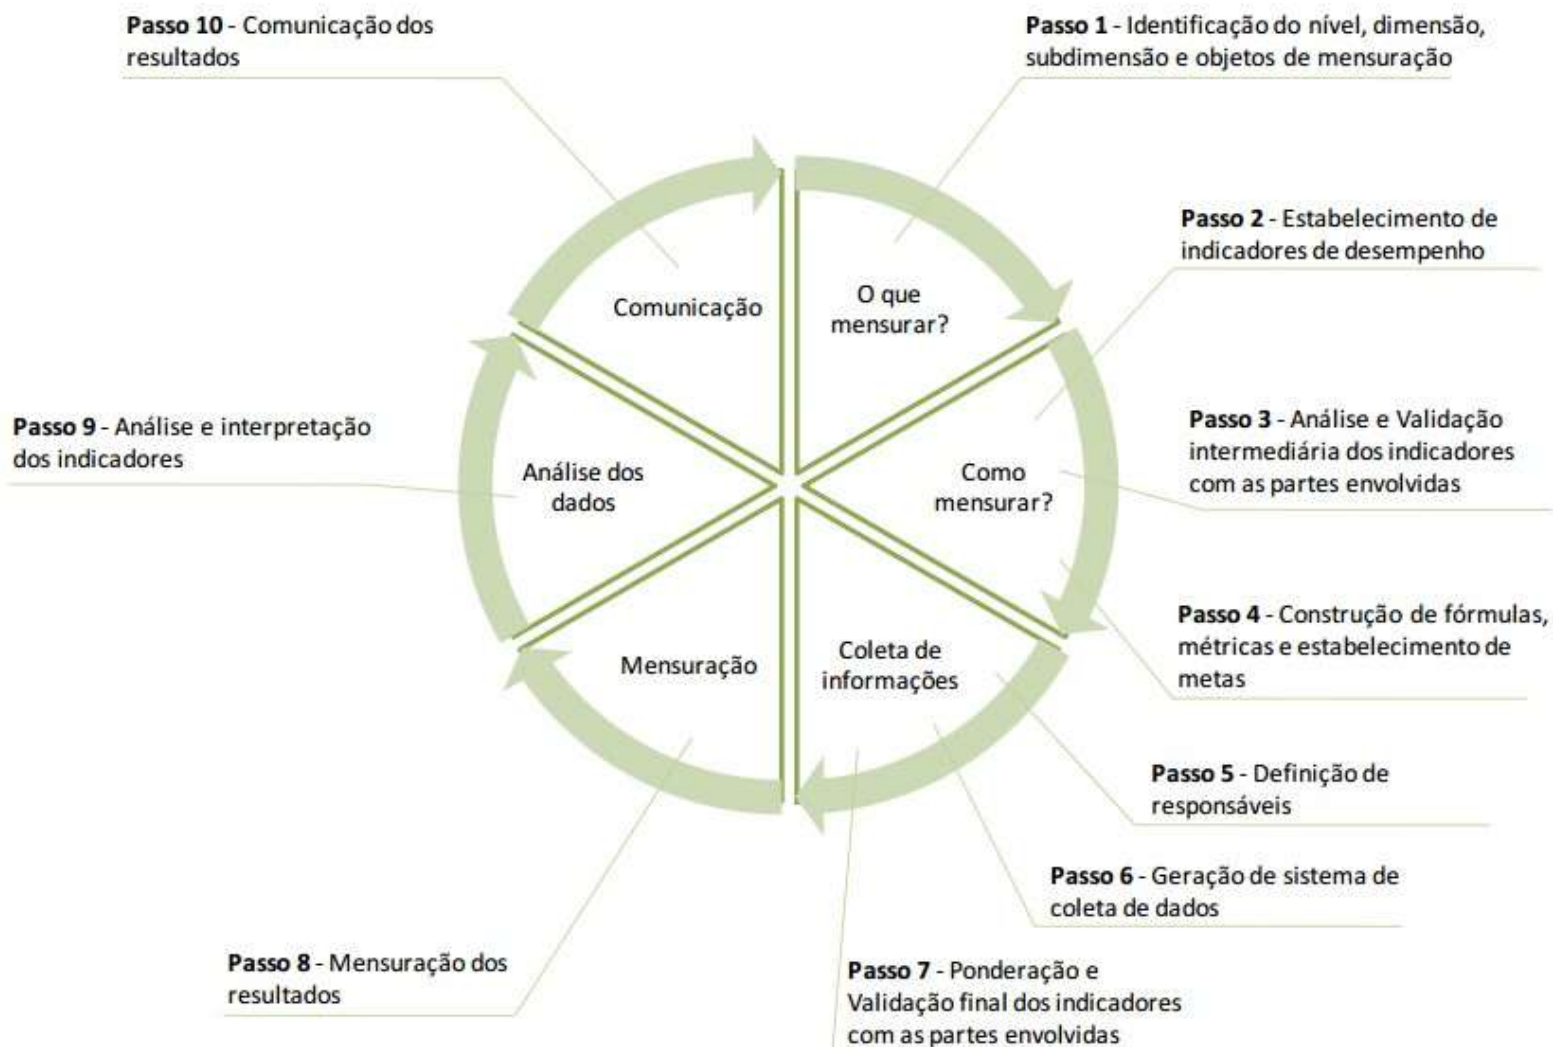 Passo 10 - Comunicação dos
resultados
Passo 1 - Identificação do nível, dimensão,
subdimensão e objetos de mensuração
Passo 2 - Estabelecimento de
indicadores de desempenho
Comunicação
O que
mensurar?
Passo 9 - Análise e interpretação
dos indicadores
Passo 3 - Análise e Validação
intermediária dos indicadores
com as partes envolvidas
Análise dos
dados
Como
mensurar?
Passo 4 - Construção de fórmulas,
métricas e estabelecimento de
metas
Mensuração
Coleta de
informações
Passo 5 - Definição de
responsáveis
Passo 6 - Geração de sistema de
coleta de dados
Passo 8 - Mensuração dos
resultados
Passo 7 - Ponderação e
Validação final dos indicadores
com as partes envolvidas